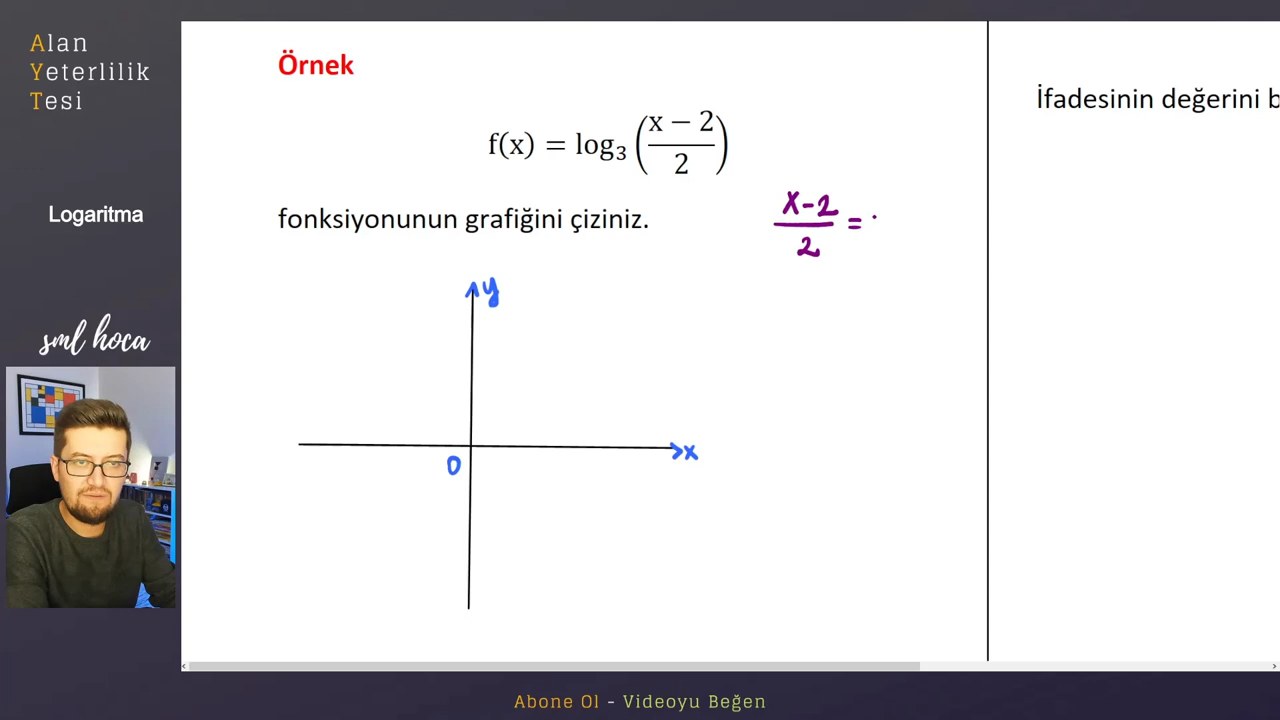 Alan
Yeterlilik
Tesi
Logaritma
sml hoca
Örnek
f(x) = log₃ ((x − 2)/2)
fonksiyonunun grafiğini çiziniz.
(x-2)/2 =
y
0
x
İfadesinin değerini b
Abone Ol - Videoyu Beğen